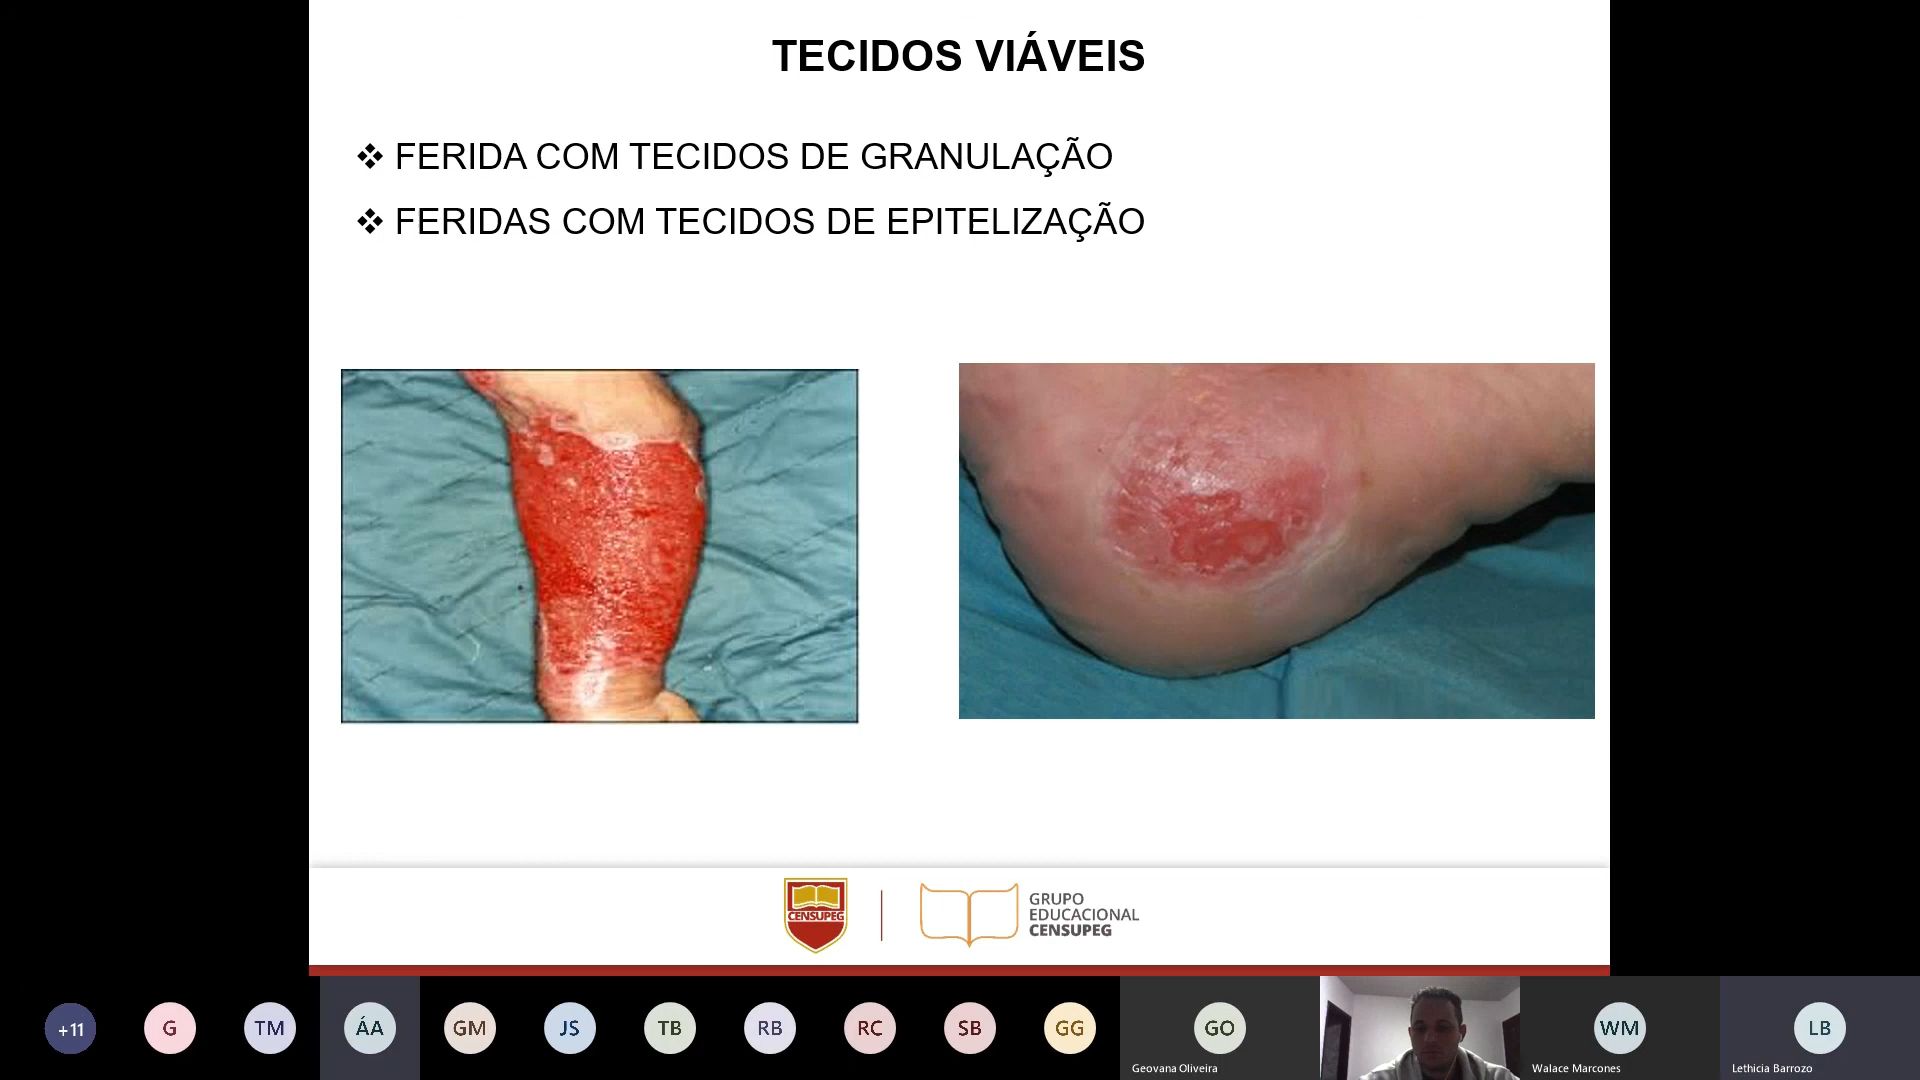 TECIDOS VIÁVEIS
FERIDA COM TECIDOS DE GRANULAÇÃO
FERIDAS COM TECIDOS DE EPITELIZAÇÃO
CENSUPEG
GRUPO
EDUCACIONAL
CENSUPEG
+11
G
TM
ÁA
GM
JS
TB
RB
RC
SB
GG
GO
WM
LB
Geovana Oliveira
Walace Marcones
Lethicia Barrozo